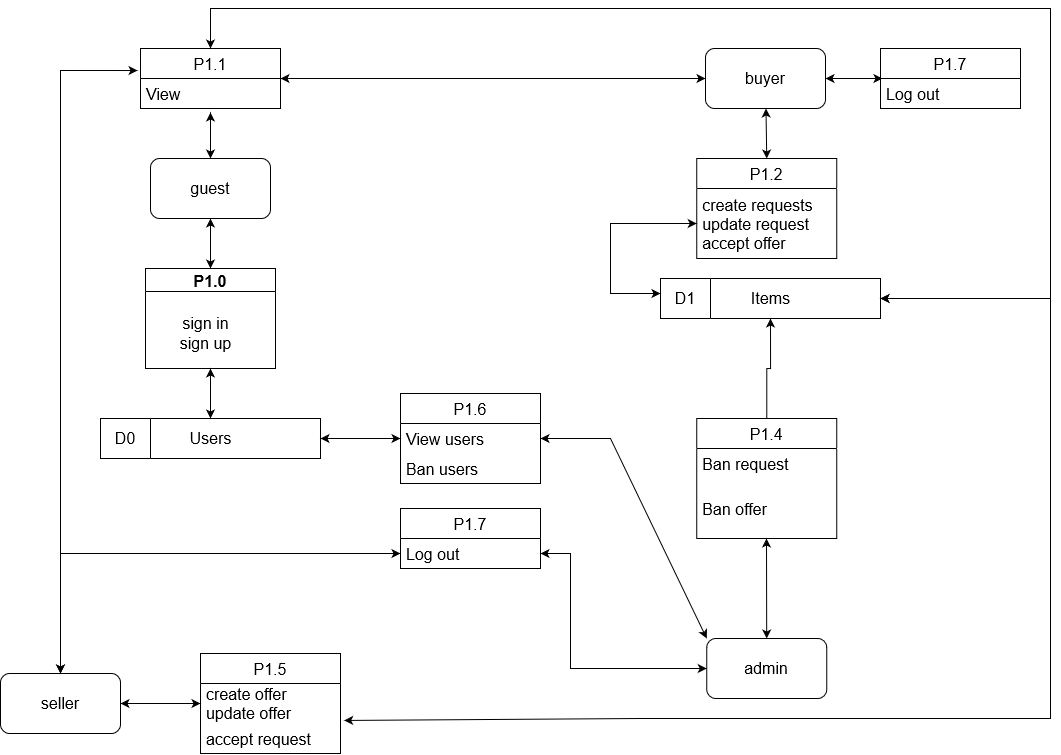 P1.1
View
buyer
P1.7
Log out
guest
P1.2
create requests
update request
accept offer
P1.0
sign in
sign up
D1 Items
D0 Users
P1.6
View users
Ban users
P1.4
Ban request
Ban offer
P1.7
Log out
admin
seller
P1.5
create offer
update offer
accept request